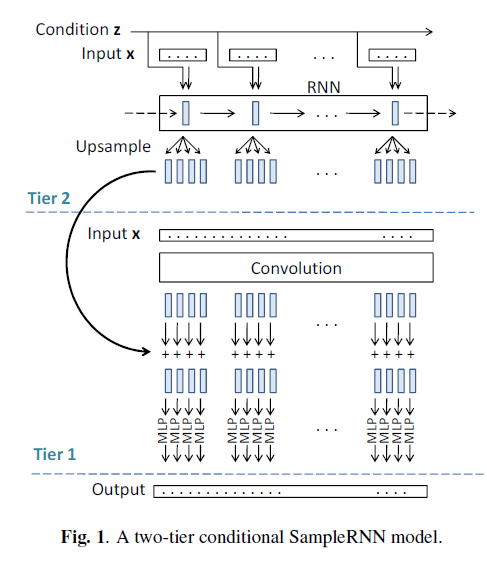 Condition z
Input x
. . . .
. . . .
. . .
. . . .
RNN
. . .
Upsample
. . .
Tier 2
Input x
. . . . . . . . . . . . . . . . . . .
Convolution
. . .
+ + + + + + + + + + + +
MLP MLP MLP MLP MLP MLP MLP MLP . . . MLP MLP MLP MLP
Tier 1
Output
. . . . . . . . . . . . . . . . . . .
Fig. 1. A two-tier conditional SampleRNN model.